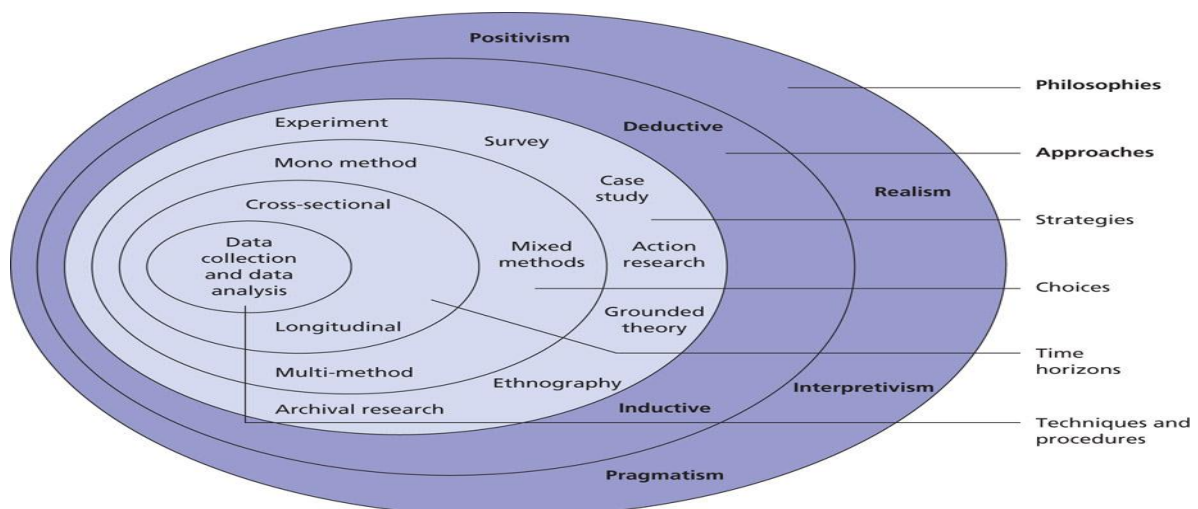 Positivism
Philosophies
Experiment
Deductive
Survey
Approaches
Mono method
Case
study
Realism
Cross-sectional
Strategies
Data
collection
and data
analysis
Mixed
methods
Action
research
Choices
Grounded
theory
Longitudinal
Time
horizons
Multi-method
Ethnography
Interpretivism
Archival research
Inductive
Techniques and
procedures
Pragmatism